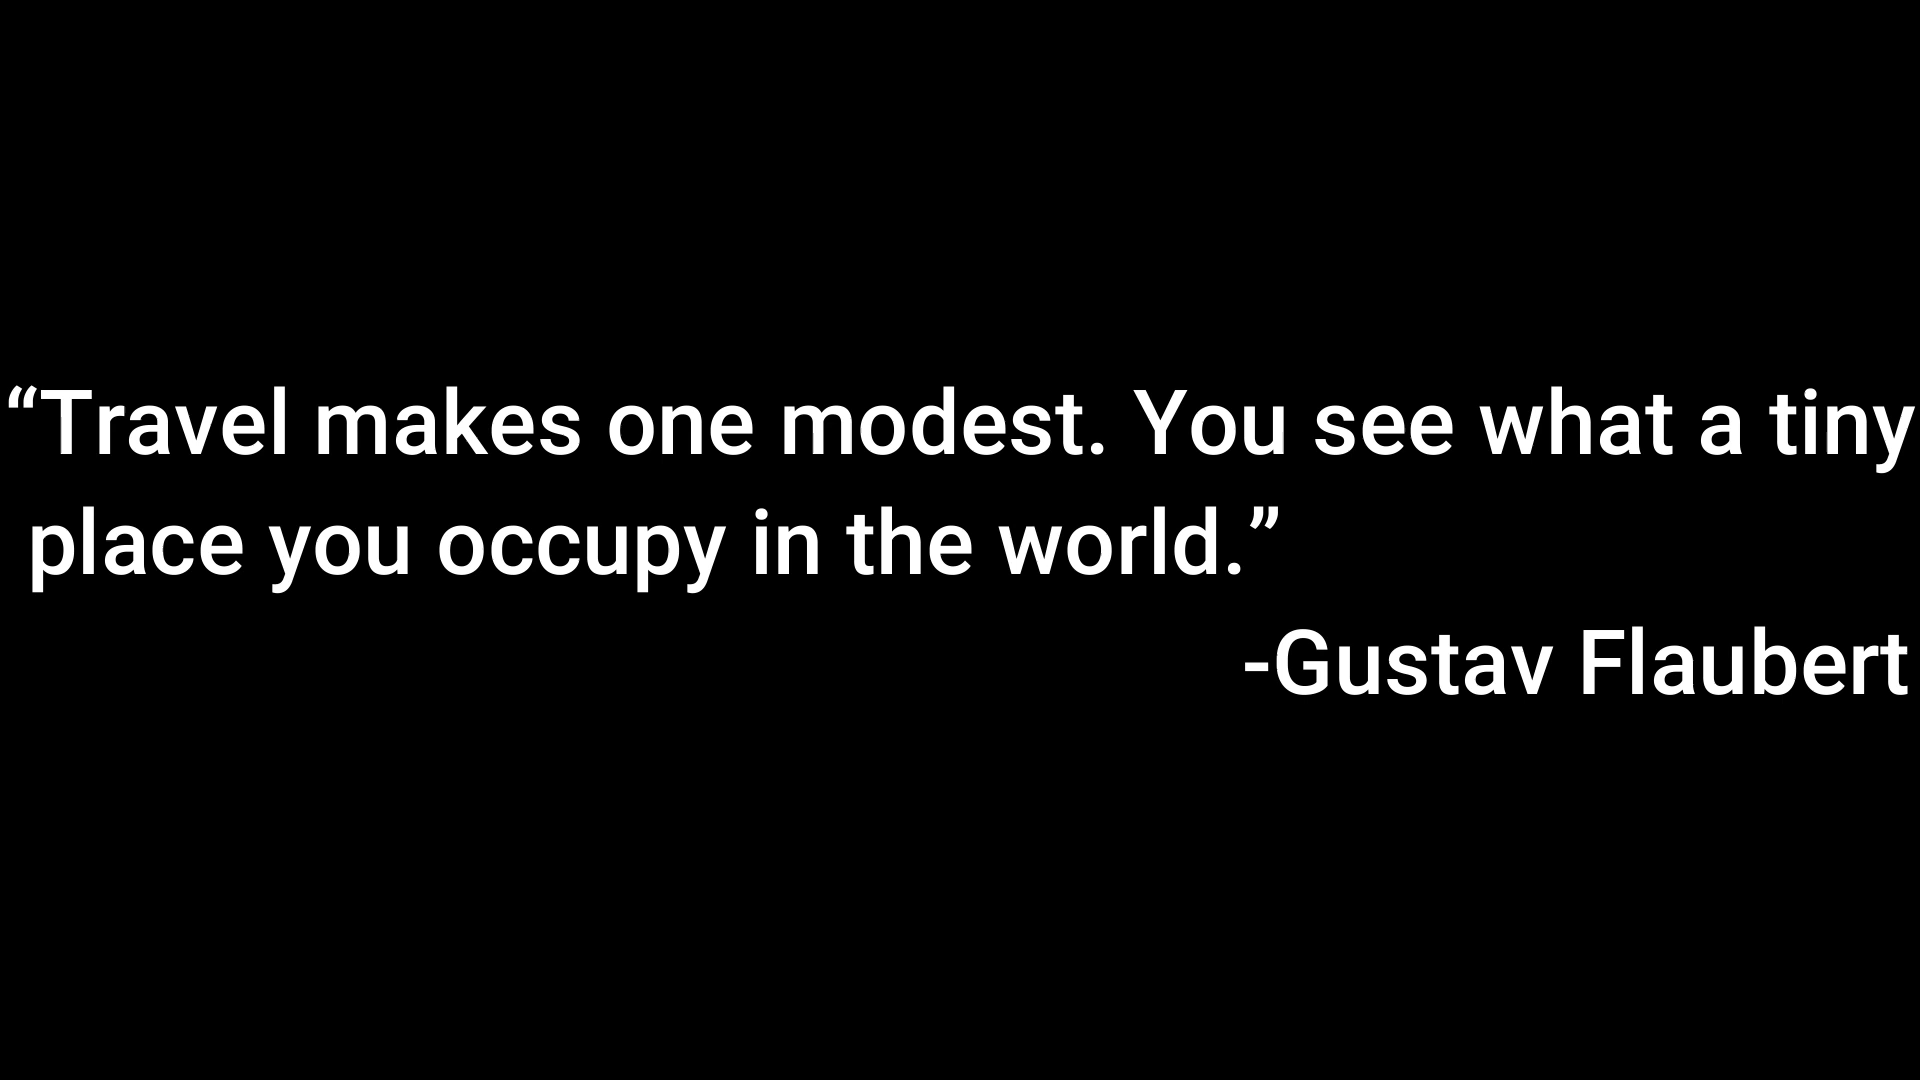 “Travel makes one modest. You see what a tiny
place you occupy in the world.”
-Gustav Flaubert